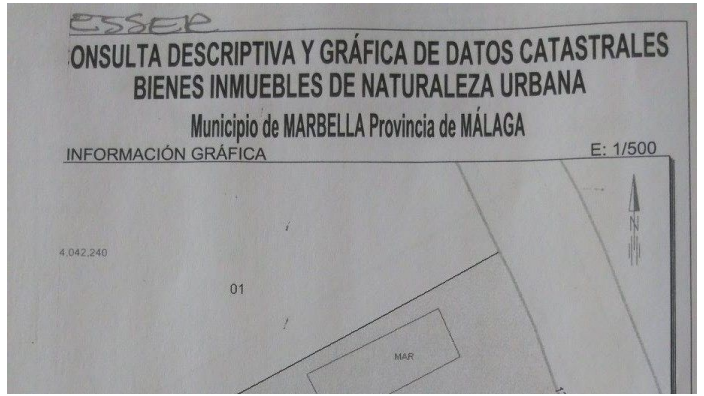 ESSER
CONSULTA DESCRIPTIVA Y GRÁFICA DE DATOS CATASTRALES
BIENES INMUEBLES DE NATURALEZA URBANA
Municipio de MARBELLA Provincia de MÁLAGA
INFORMACIÓN GRÁFICA E: 1/500
N
4.042.240
01
MAR